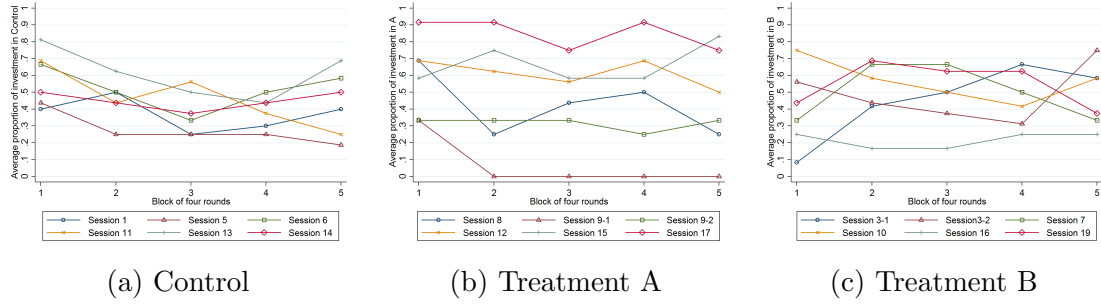 Average proportion of investment in Control
1
.9
.8
.7
.6
.5
.4
.3
.2
.1
0
1 2 3 4 5
Block of four rounds
Session 1 Session 5 Session 6
Session 11 Session 13 Session 14
(a) Control
Average proportion of investment in A
1
.9
.8
.7
.6
.5
.4
.3
.2
.1
0
1 2 3 4 5
Block of four rounds
Session 8 Session 9-1 Session 9-2
Session 12 Session 15 Session 17
(b) Treatment A
Average proportion of investment in B
1
.9
.8
.7
.6
.5
.4
.3
.2
.1
0
1 2 3 4 5
Block of four rounds
Session 3-1 Session3-2 Session 7
Session 10 Session 16 Session 19
(c) Treatment B